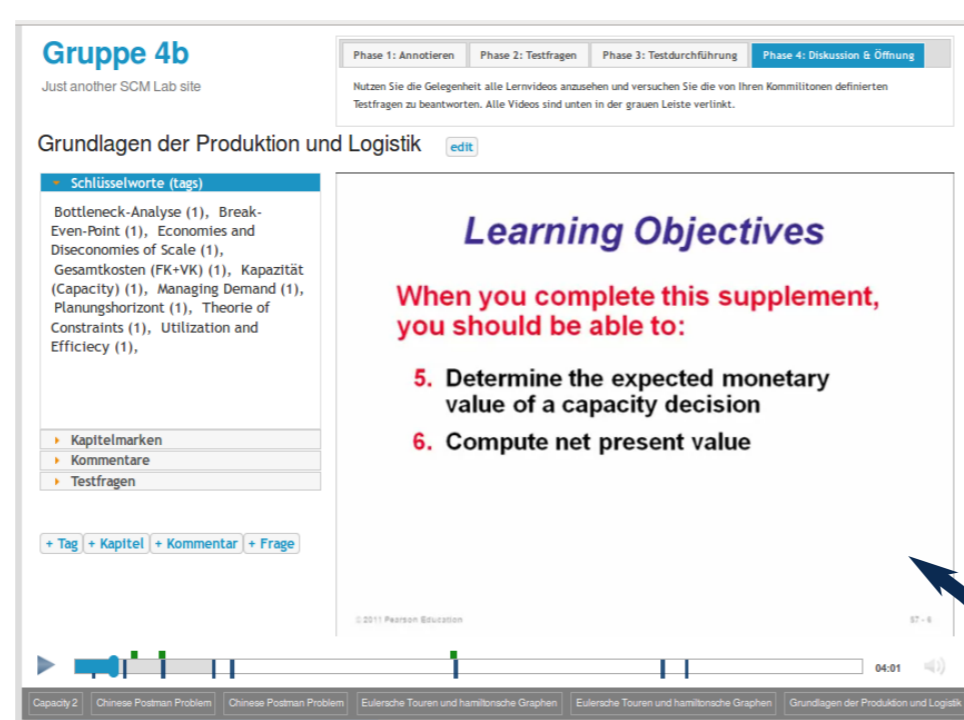 Gruppe 4b
Just another SCM Lab site
Phase 1: Annotieren
Phase 2: Testfragen
Phase 3: Testdurchführung
Phase 4: Diskussion & Öffnung
Nutzen Sie die Gelegenheit alle Lernvideos anzusehen und versuchen Sie die von Ihren Kommilitonen definierten
Testfragen zu beantworten. Alle Videos sind unten in der grauen Leiste verlinkt.
Grundlagen der Produktion und Logistik
edit
Schlüsselworte (tags)
Bottleneck-Analyse (1), Break-
Even-Point (1), Economies and
Diseconomies of Scale (1),
Gesamtkosten (FK+VK) (1), Kapazität
(Capacity) (1), Managing Demand (1),
Planungshorizont (1), Theorie of
Constraints (1), Utilization and
Efficiecy (1),
Kapitelmarken
Kommentare
Testfragen
+ Tag
+ Kapitel
+ Kommentar
+ Frage
Learning Objectives
When you complete this supplement,
you should be able to:
5. Determine the expected monetary
value of a capacity decision
6. Compute net present value
© 2011 Pearson Education
S7 - 6
04:01
Capacity 2
Chinese Postman Problem
Chinese Postman Problem
Eulersche Touren und hamiltonsche Graphen
Eulersche Touren und hamiltonsche Graphen
Grundlagen der Produktion und Logistik